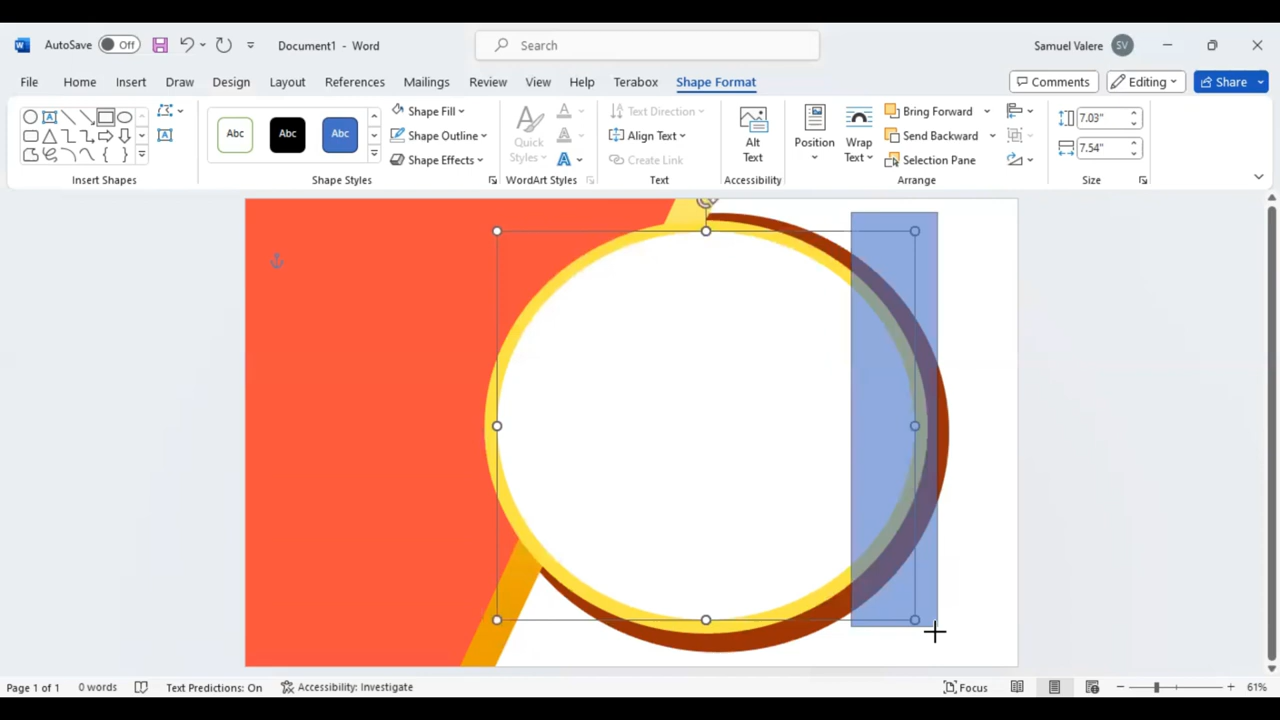 AutoSave Off Document1 - Word Search Samuel Valere SV
File Home Insert Draw Design Layout References Mailings Review View Help Terabox Shape Format Comments Editing Share
Abc Abc Abc Shape Fill Text Direction Bring Forward 7.03"
Shape Outline Quick Styles Align Text Alt Text Position Wrap Text Send Backward
Shape Effects Create Link Selection Pane 7.54"
Insert Shapes Shape Styles WordArt Styles Text Accessibility Arrange Size
Page 1 of 1 0 words Text Predictions: On Accessibility: Investigate Focus 61%